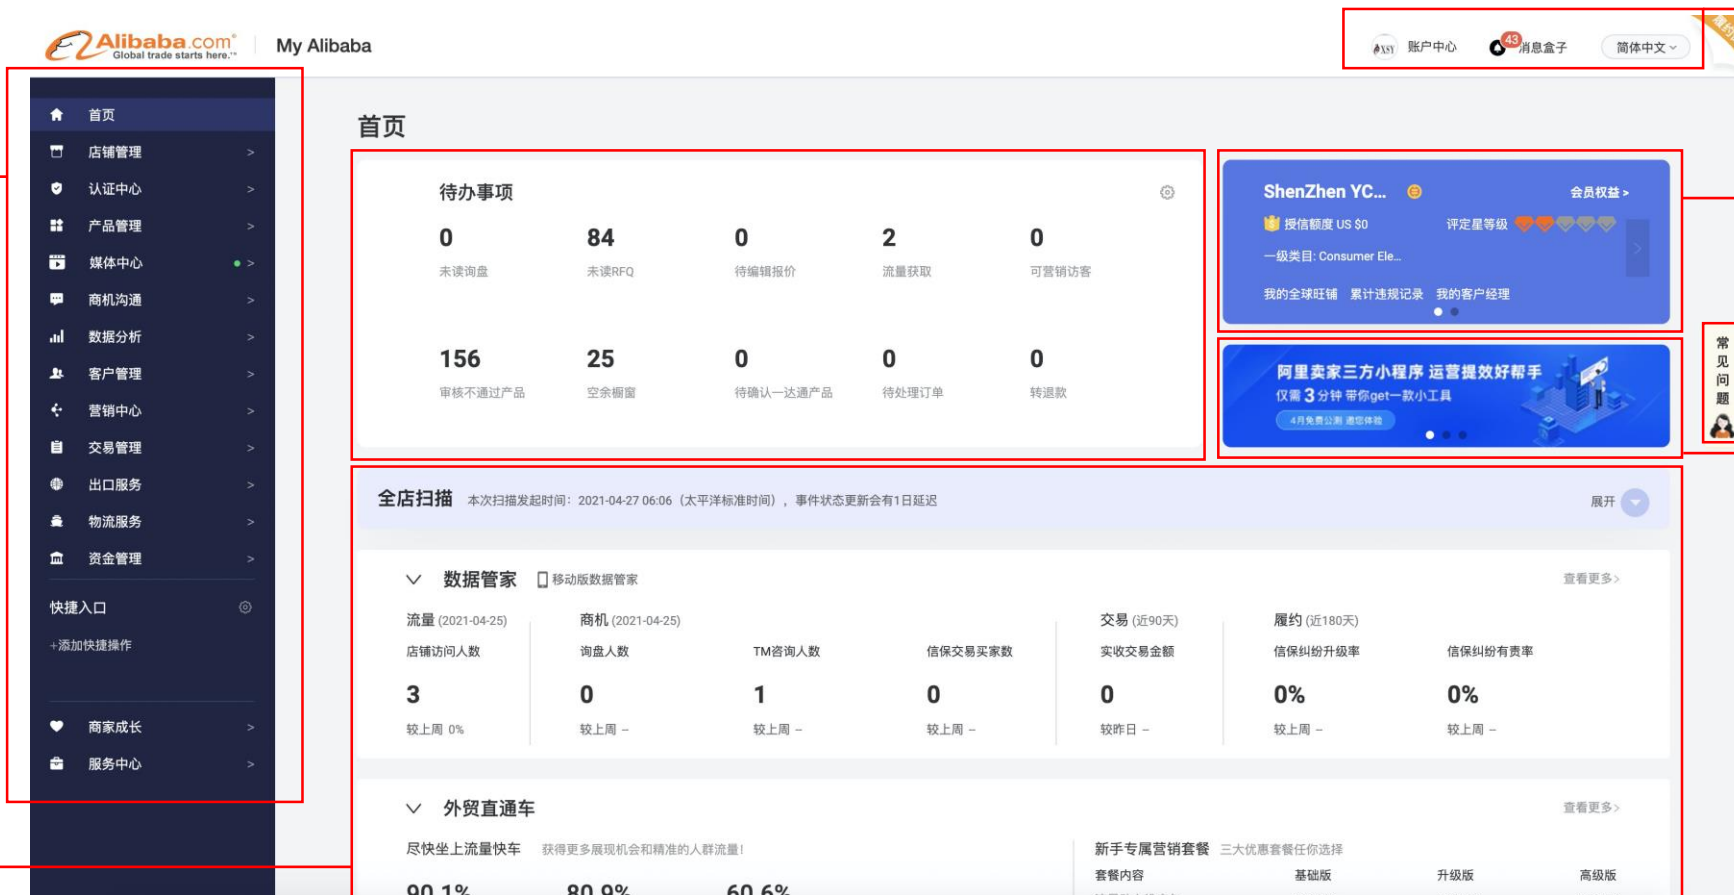 Alibaba.com
Global trade starts here.™
My Alibaba
XSY 账户中心 43 消息盒子 简体中文
首页
店铺管理
认证中心
产品管理
媒体中心
商机沟通
数据分析
客户管理
营销中心
交易管理
出口服务
物流服务
资金管理
快捷入口
+添加快捷操作
商家成长
服务中心
首页
待办事项
0 84 0 2 0
未读询盘 未读RFQ 待编辑报价 流量获取 可营销访客
156 25 0 0 0
审核不通过产品 空余橱窗 待确认一达通产品 待处理订单 转退款
ShenZhen YC... 会员权益 >
授信额度 US $0 评定星等级
一级类目: Consumer Ele...
我的全球旺铺 累计违规记录 我的客户经理
阿里卖家三方小程序 运营提效好帮手
仅需 3 分钟 带你get一款小工具
4月免费公测 邀您体验
常见问题
全店扫描 本次扫描发起时间：2021-04-27 06:06（太平洋标准时间），事件状态更新会有1日延迟 展开
数据管家 移动版数据管家 查看更多>
流量 (2021-04-25) 商机 (2021-04-25) 交易 (近90天) 履约 (近180天)
店铺访问人数 询盘人数 TM咨询人数 信保交易买家数 实收交易金额 信保纠纷升级率 信保纠纷有责率
3 0 1 0 0 0% 0%
较上周 0% 较上周 – 较上周 – 较上周 – 较昨日 – 较上周 – 较上周 –
外贸直通车 查看更多>
尽快坐上流量快车 获得更多展现机会和精准的人群流量! 新手专属营销套餐 三大优惠套餐任你选择
套餐内容 基础版 升级版 高级版
90.1% 80.9% 60.6%